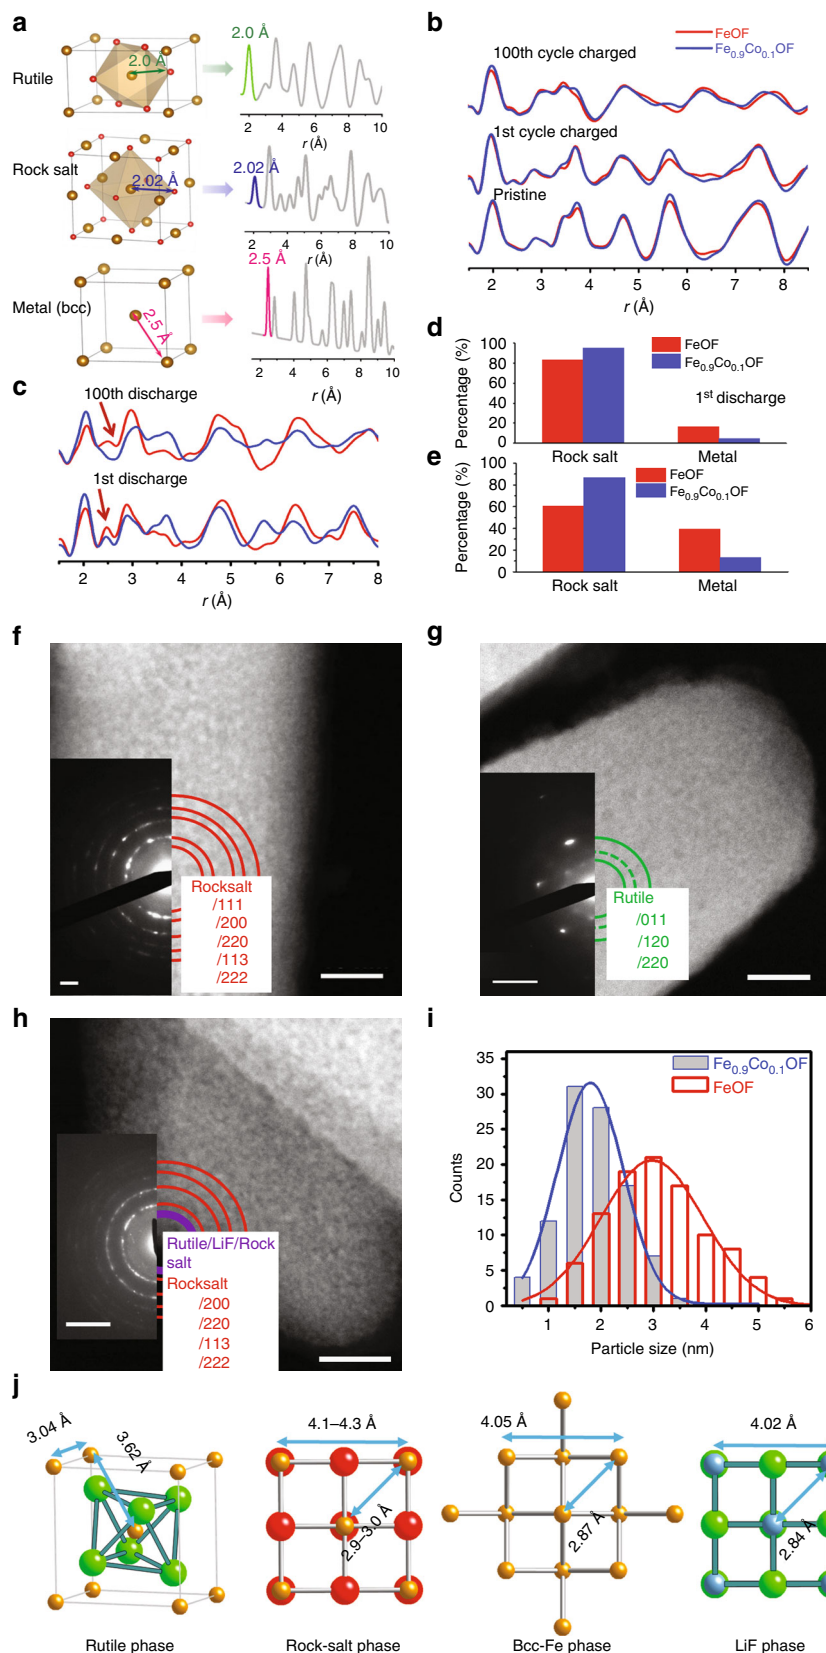 a
Rutile
2.0 Å
2.0 Å
2 4 6 8 10
r (Å)
Rock salt
2.02 Å
2.02 Å
2 4 6 8 10
r (Å)
Metal (bcc)
2.5 Å
2.5 Å
2 4 6 8 10
r (Å)
b
FeOF
Fe0.9Co0.1OF
100th cycle charged
1st cycle charged
Pristine
2 3 4 5 6 7 8
r (Å)
c
100th discharge
1st discharge
2 3 4 5 6 7 8
r (Å)
d
Percentage (%)
100
80
60
40
20
0
FeOF
Fe0.9Co0.1OF
1st discharge
Rock salt Metal
e
Percentage (%)
100
80
60
40
20
0
FeOF
Fe0.9Co0.1OF
Rock salt Metal
f
Rocksalt
/111
/200
/220
/113
/222
g
Rutile
/011
/120
/220
h
Rutile/LiF/Rock
salt
Rocksalt
/200
/220
/113
/222
i
Counts
35
30
25
20
15
10
5
0
Fe0.9Co0.1OF
FeOF
1 2 3 4 5 6
Particle size (nm)
j
3.04 Å
3.62 Å
Rutile phase
4.1–4.3 Å
2.9–3.0 Å
Rock-salt phase
4.05 Å
2.87 Å
Bcc-Fe phase
4.02 Å
2.84 Å
LiF phase